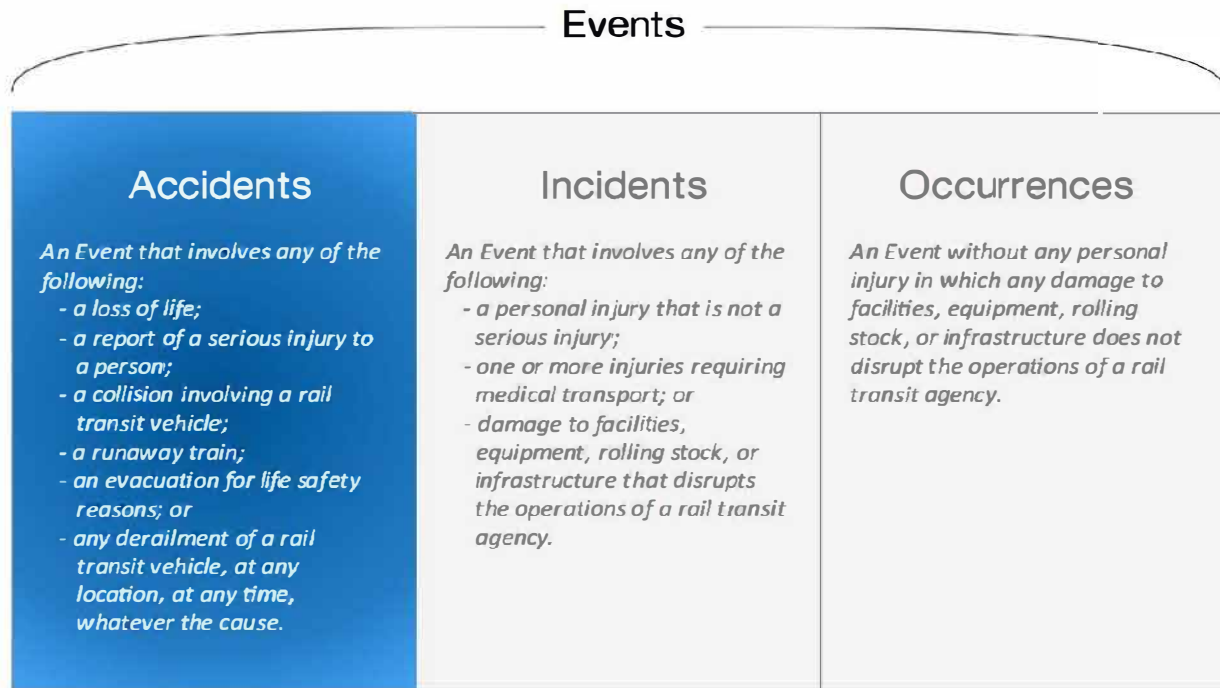 Events
Accidents
An Event that involves any of the
following:
- a loss of life;
- a report of a serious injury to
a person;
- a collision involving a rail
transit vehicle;
- a runaway train;
- an evacuation for life safety
reasons; or
- any derailment of a rail
transit vehicle, at any
location, at any time,
whatever the cause.
Incidents
An Event that involves any of the
following:
- a personal injury that is not a
serious injury;
- one or more injuries requiring
medical transport; or
- damage to facilities,
equipment, rolling stock, or
infrastructure that disrupts
the operations of a rail transit
agency.
Occurrences
An Event without any personal
injury in which any damage to
facilities, equipment, rolling
stock, or infrastructure does not
disrupt the operations of a rail
transit agency.